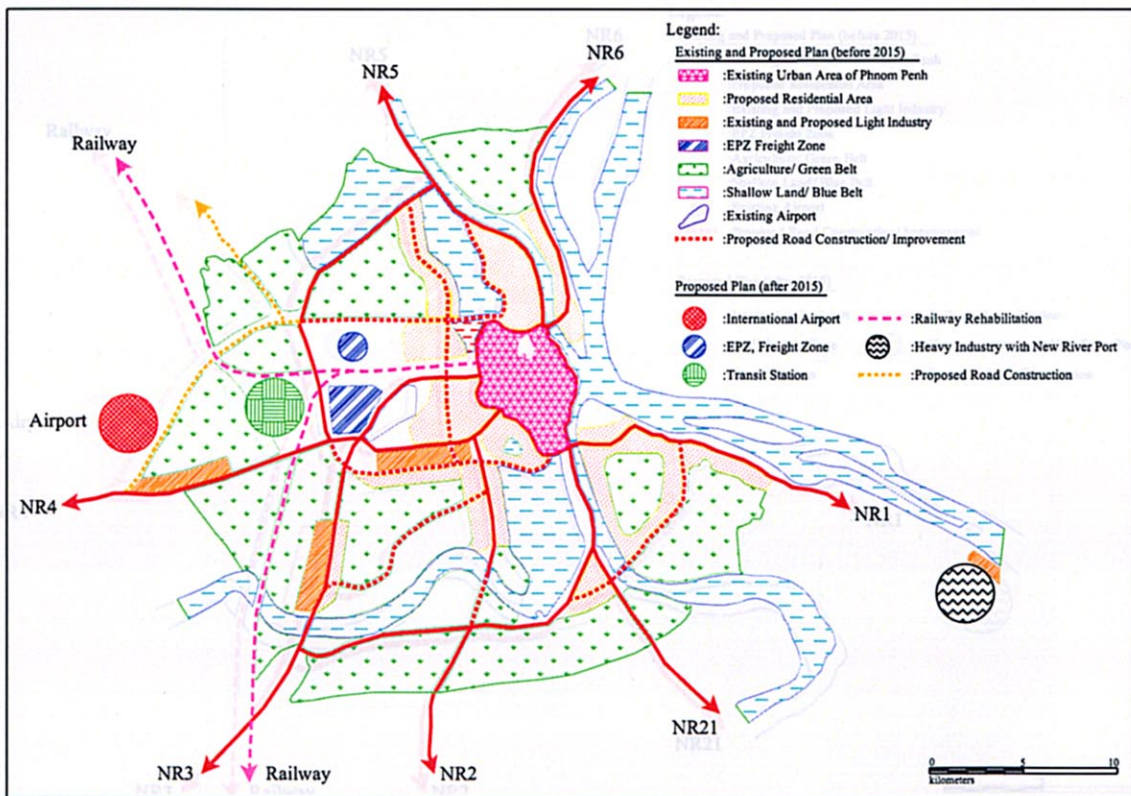 Legend:
Existing and Proposed Plan (before 2015)
:Existing Urban Area of Phnom Penh
:Proposed Residential Area
:Existing and Proposed Light Industry
:EPZ Freight Zone
:Agriculture/ Green Belt
:Shallow Land/ Blue Belt
:Existing Airport
:Proposed Road Construction/ Improvement
Proposed Plan (after 2015)
:International Airport
:Railway Rehabilitation
:EPZ, Freight Zone
:Heavy Industry with New River Port
:Transit Station
:Proposed Road Construction
NR5
NR6
Railway
Airport
NR4
NR1
NR21
NR3
Railway
NR2
0 5 10
kilometers